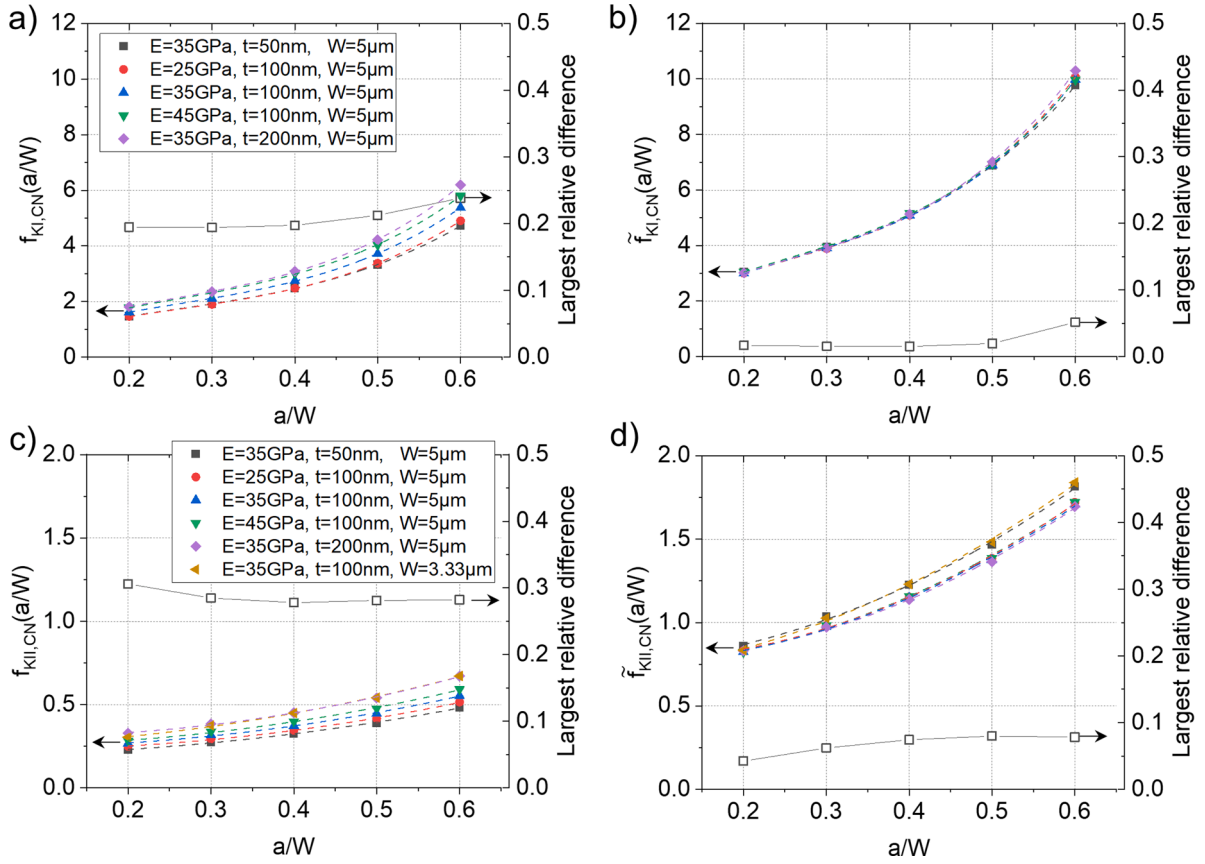 a)
12
10
8
6
4
2
0
f_KI,CN(a/W)
E=35GPa, t=50nm, W=5µm
E=25GPa, t=100nm, W=5µm
E=35GPa, t=100nm, W=5µm
E=45GPa, t=100nm, W=5µm
E=35GPa, t=200nm, W=5µm
0.5
0.4
0.3
0.2
0.1
0.0
Largest relative difference
0.2 0.3 0.4 0.5 0.6
a/W
b)
12
10
8
6
4
2
0
f̃_KI,CN(a/W)
0.5
0.4
0.3
0.2
0.1
0.0
Largest relative difference
0.2 0.3 0.4 0.5 0.6
a/W
c)
2.0
1.5
1.0
0.5
0.0
f_KII,CN(a/W)
E=35GPa, t=50nm, W=5µm
E=25GPa, t=100nm, W=5µm
E=35GPa, t=100nm, W=5µm
E=45GPa, t=100nm, W=5µm
E=35GPa, t=200nm, W=5µm
E=35GPa, t=100nm, W=3.33µm
0.5
0.4
0.3
0.2
0.1
0.0
Largest relative difference
0.2 0.3 0.4 0.5 0.6
a/W
d)
2.0
1.5
1.0
0.5
0.0
f̃_KII,CN(a/W)
0.5
0.4
0.3
0.2
0.1
0.0
Largest relative difference
0.2 0.3 0.4 0.5 0.6
a/W